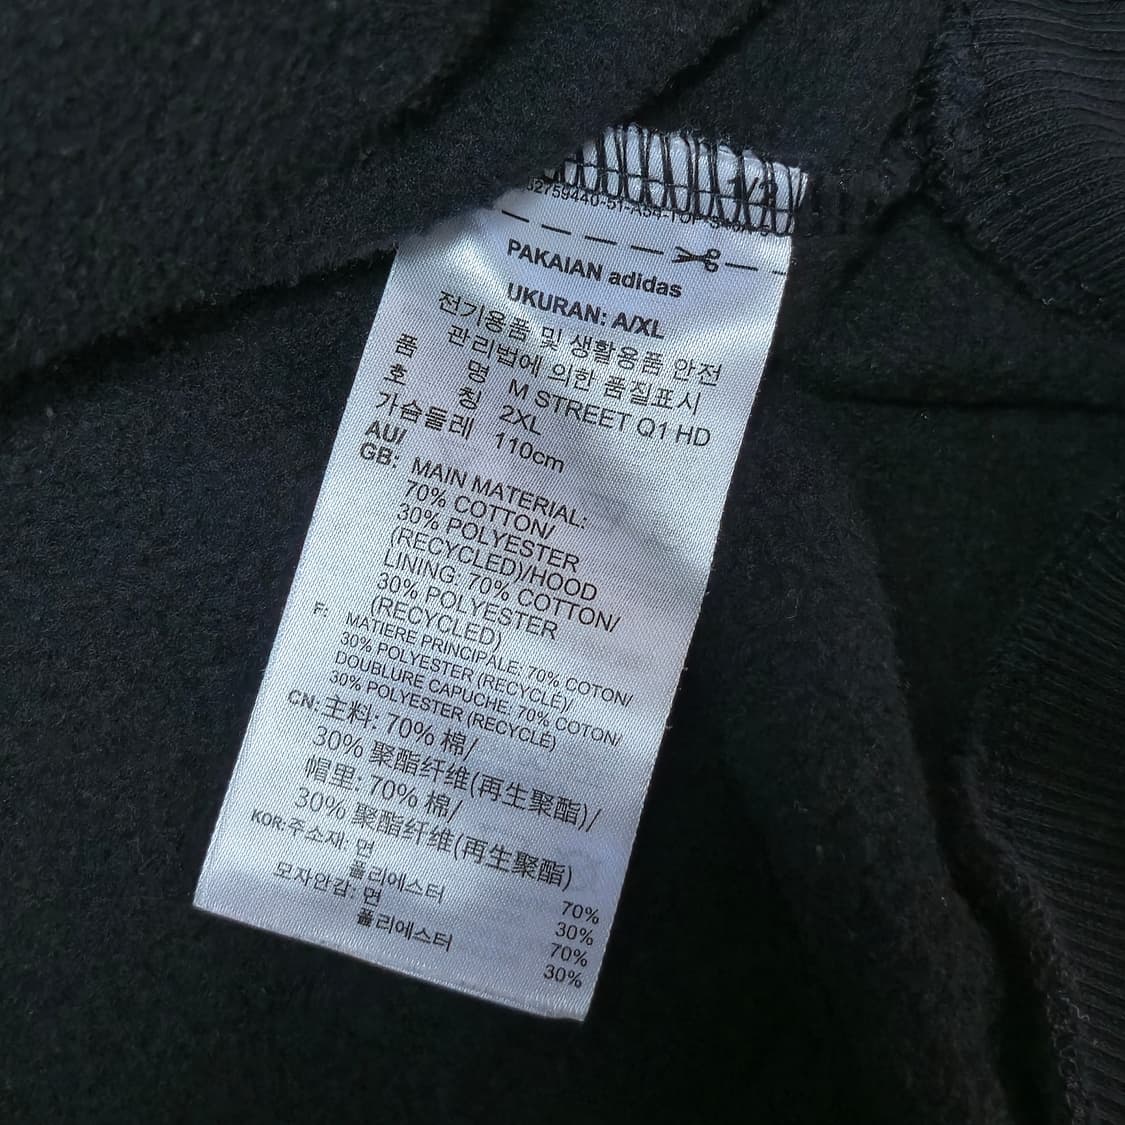 1/2
PAKAIAN adidas
UKURAN: A/XL
전기용품 및 생활용품 안전
관리법에 의한 품질표시
품 명 M STREET Q1 HD
호 칭 2XL
가슴둘레 110cm
AU/
GB: MAIN MATERIAL:
70% COTTON/
30% POLYESTER
(RECYCLED)/HOOD
LINING: 70% COTTON/
30% POLYESTER
(RECYCLED)
F: MATIERE PRINCIPALE: 70% COTON/
30% POLYESTER (RECYCLÉ)/
DOUBLURE CAPUCHE: 70% COTON/
30% POLYESTER (RECYCLÉ)
CN: 主料: 70% 棉/
30% 聚酯纤维(再生聚酯)/
帽里: 70% 棉/
30% 聚酯纤维(再生聚酯)
KOR: 주소재: 면 70%
폴리에스터 30%
모자안감: 면 70%
폴리에스터 30%